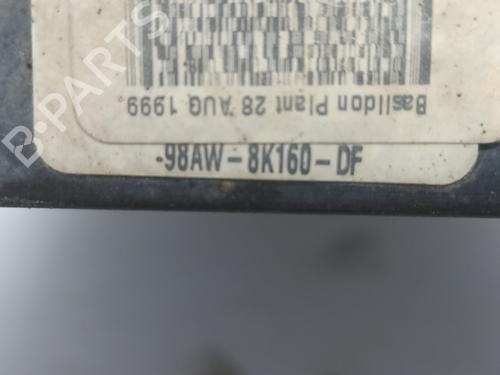 Basildon Plant 28 AUG 1999
-98AW-8K160-DF
B-PARTS